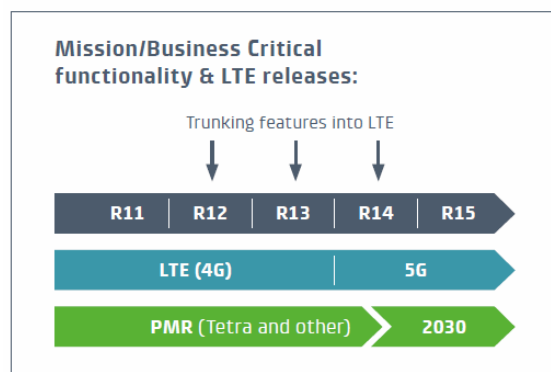 Mission/Business Critical
functionality & LTE releases:
Trunking features into LTE
R11 R12 R13 R14 R15
LTE (4G) 5G
PMR (Tetra and other) 2030